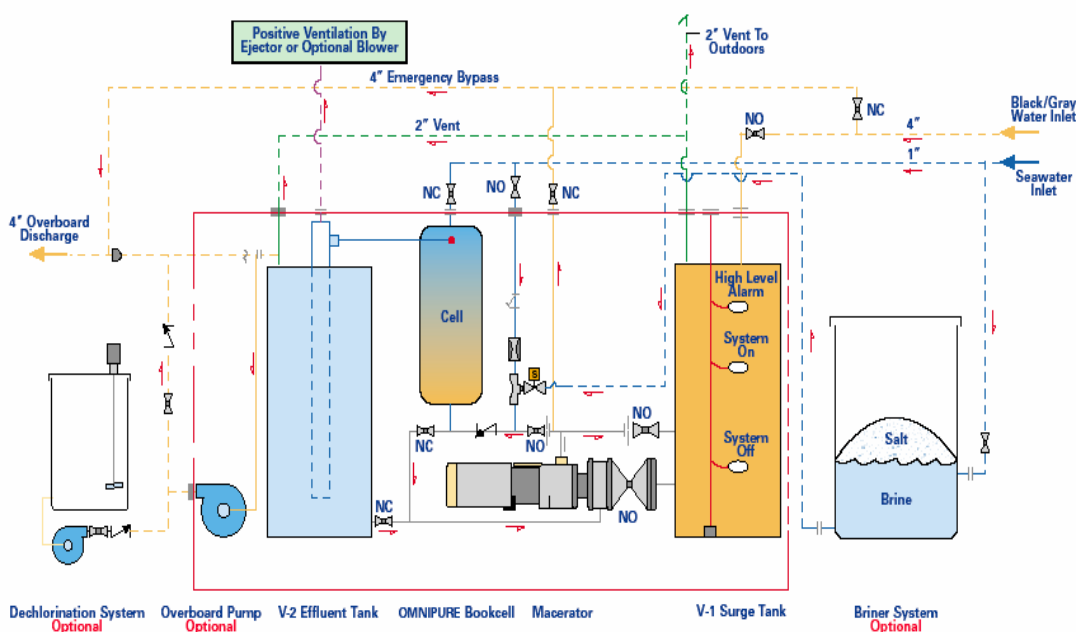 Positive Ventilation By
Ejector or Optional Blower
2″ Vent To
Outdoors
4″ Emergency Bypass
NC
Black/Gray
Water Inlet
NO
4″
2″ Vent
1″
Seawater
Inlet
NC
NO
NC
4″ Overboard
Discharge
High Level
Alarm
Cell
System
On
S
NO
NC
NO
System
Off
Salt
Brine
NC
NO
Dechlorination System
Optional
Overboard Pump
Optional
V-2 Effluent Tank
OMNIPURE Bookcell
Macerator
V-1 Surge Tank
Briner System
Optional